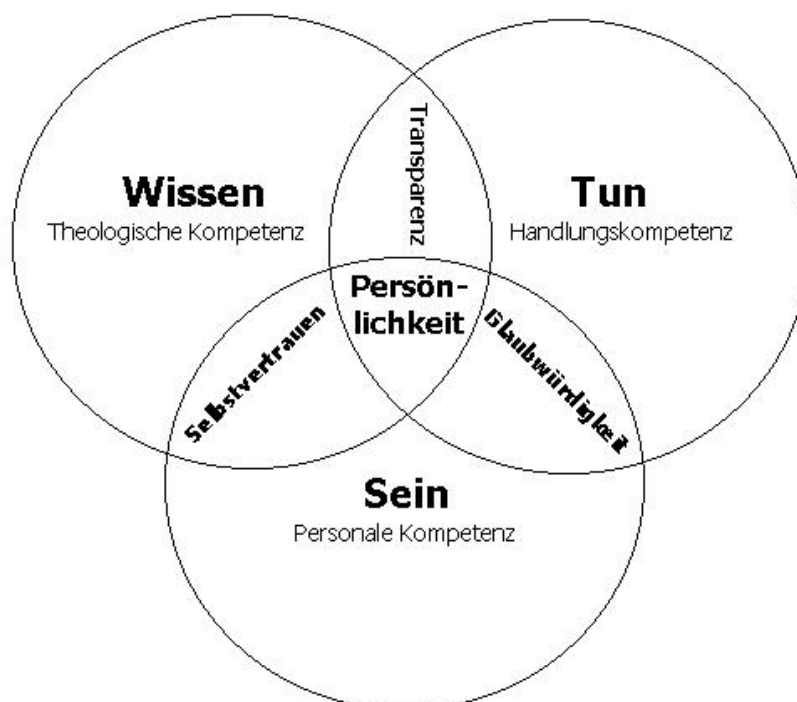 Transparenz
Wissen
Theologische Kompetenz
Tun
Handlungskompetenz
Persön-
lichkeit
Selbstvertrauen
Glaubwürdigkeit
Sein
Personale Kompetenz